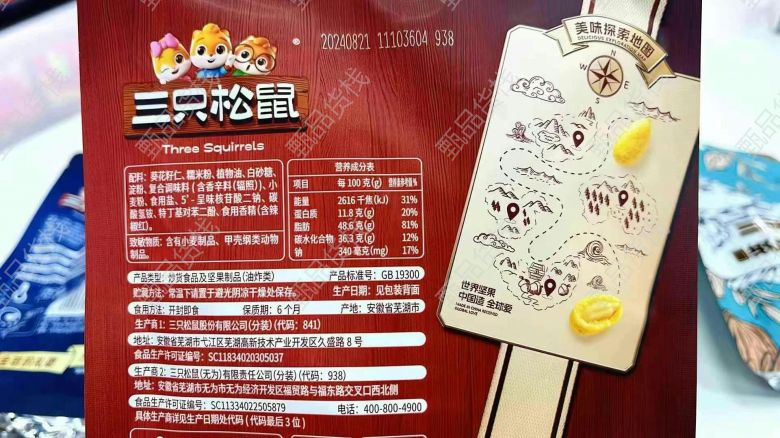 20240821 11103604 938
三只松鼠
Three Squirrels
配料：葵花籽仁、糯米粉、植物油、白砂糖、
淀粉、复合调味料（含香辛料（辐照））、小
麦粉、食用盐、5'-呈味核苷酸二钠、碳
酸氢铵、特丁基对苯二酚、食用香精（含辣
椒红）。
致敏物质：含有小麦制品、甲壳纲类动物
制品。
营养成分表
项目 每 100 克(g) 营养素参考值%
能量 2616 千焦(kJ) 31%
蛋白质 11.8 克(g) 20%
脂肪 48.6 克(g) 81%
碳水化合物 36.3 克(g) 12%
钠 340 毫克(mg) 17%
产品类型：炒货食品及坚果制品(油炸类) 产品标准号：GB 19300
贮藏方法：常温下请置于避光阴凉干燥处保存。 生产日期：见包装背面
食用方法：开封即食 保质期：6 个月 产地：安徽省芜湖市
生产商1：三只松鼠股份有限公司(分装)（代码：841）
地址：安徽省芜湖市弋江区芜湖高新技术产业开发区久盛路 8 号
食品生产许可证编号：SC11834020305037
生产商2：三只松鼠(无为)有限责任公司(分装)（代码：938）
地址：安徽省芜湖市无为市无为经济开发区福贸路与福东路交叉口西北侧
食品生产许可证编号：SC11334022505879 电话：400-800-4900
具体生产商详见生产日期处代码（代码最后3位）
美味探索地图
DELICIOUS EXPLORATION MAP
N
W E
S
世界坚果
中国造 全球爱
MADE IN CHINA BELOVED
GLOBAL LOVE
甄品货栈